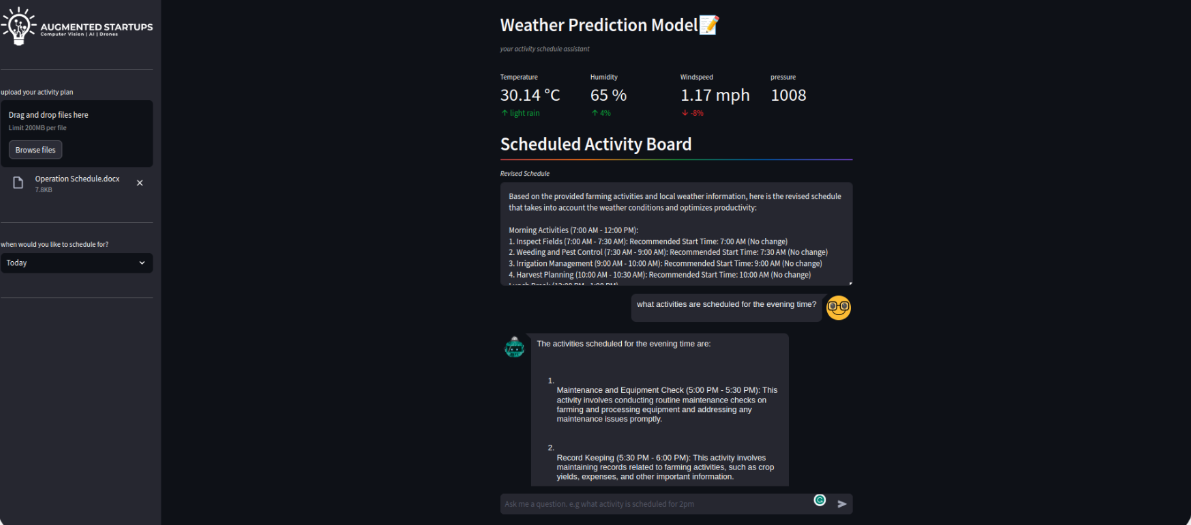 AUGMENTED STARTUPS
Computer Vision | AI | Drones
upload your activity plan
Drag and drop files here
Limit 200MB per file
Browse files
Operation Schedule.docx
7.8KB
when would you like to schedule for?
Today
Weather Prediction Model
your activity schedule assistant
Temperature
30.14 °C
↑ light rain
Humidity
65 %
↑ 4%
Windspeed
1.17 mph
↓ -8%
pressure
1008
Scheduled Activity Board
Revised Schedule
Based on the provided farming activities and local weather information, here is the revised schedule
that takes into account the weather conditions and optimizes productivity:
Morning Activities (7:00 AM - 12:00 PM):
1. Inspect Fields (7:00 AM - 7:30 AM): Recommended Start Time: 7:00 AM (No change)
2. Weeding and Pest Control (7:30 AM - 9:00 AM): Recommended Start Time: 7:30 AM (No change)
3. Irrigation Management (9:00 AM - 10:00 AM): Recommended Start Time: 9:00 AM (No change)
4. Harvest Planning (10:00 AM - 10:30 AM): Recommended Start Time: 10:00 AM (No change)
Lunch Break (12:00 PM - 1:00 PM)
what activities are scheduled for the evening time?
The activities scheduled for the evening time are:
1.
Maintenance and Equipment Check (5:00 PM - 5:30 PM): This
activity involves conducting routine maintenance checks on
farming and processing equipment and addressing any
maintenance issues promptly.
2.
Record Keeping (5:30 PM - 6:00 PM): This activity involves
maintaining records related to farming activities, such as crop
yields, expenses, and other important information.
Ask me a question, e.g what activity is scheduled for 2pm